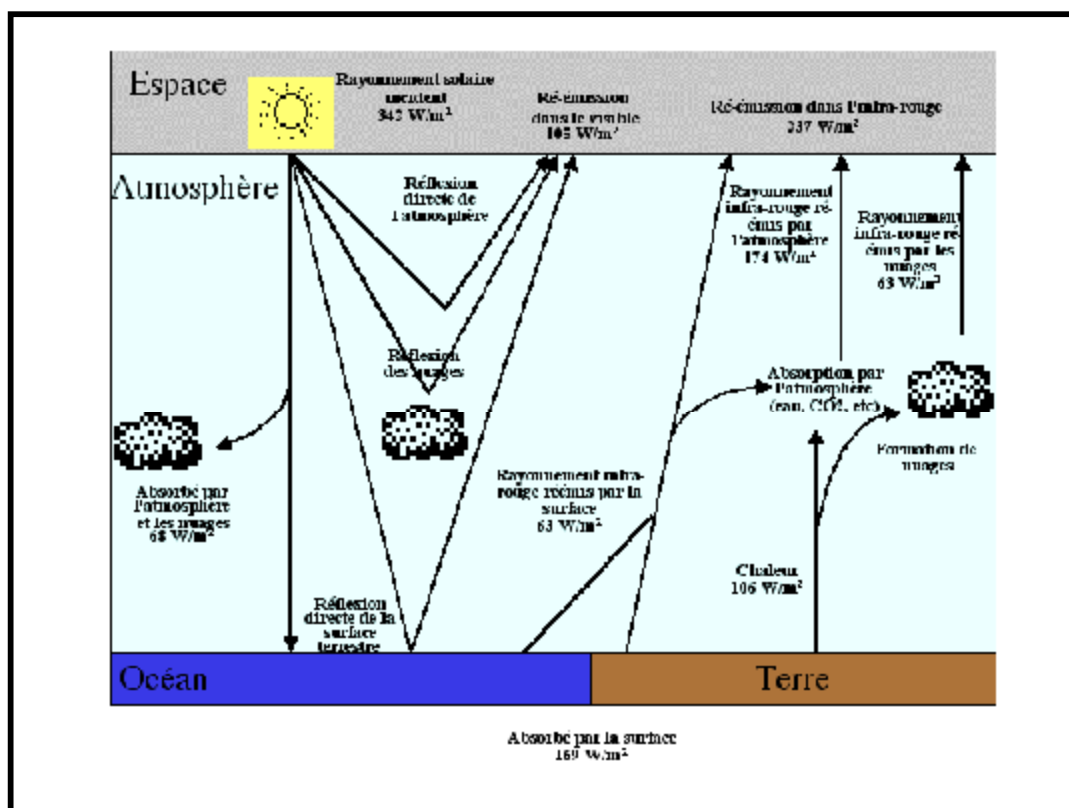 Espace
Rayonnement solaire
incident
342 W/m²
Ré-émission
dans le visible
105 W/m²
Ré-émission dans l'infra-rouge
237 W/m²
Atmosphère
Réflexion
directe de
l'atmosphère
Rayonnement
infra-rouge ré-
émis par
l'atmosphère
174 W/m²
Rayonnement
infra-rouge ré-
émis par les
nuages
63 W/m²
Réflexion
des nuages
Absorption par
l'atmosphère
(eau, CO2, etc)
Formation de
nuages
Absorbé par
l'atmosphère
et les nuages
68 W/m²
Rayonnement infra-
rouge réémis par la
surface
63 W/m²
Chaleur
106 W/m²
Réflexion
directe de la
surface
terrestre
Océan
Terre
Absorbé par la surface
169 W/m²